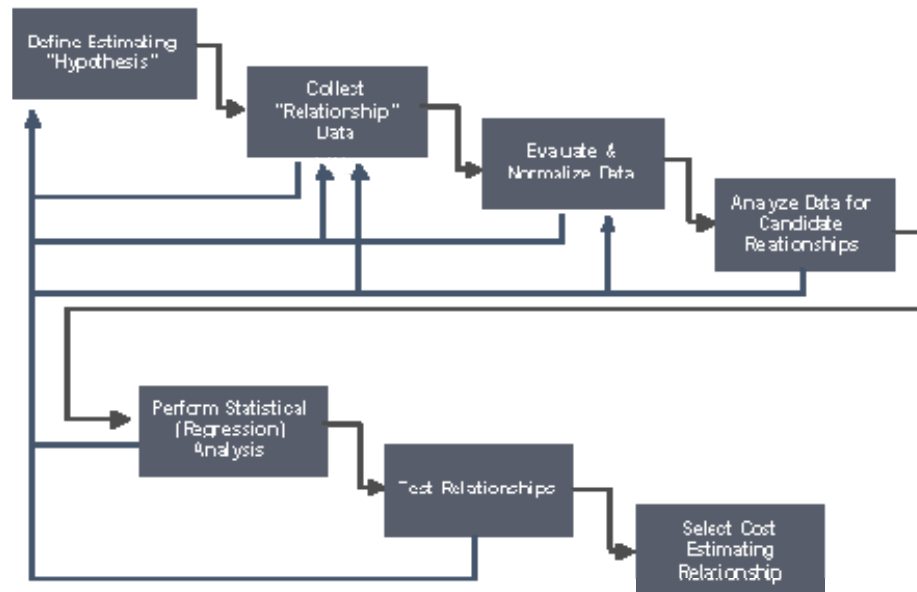 Define Estimating
"Hypothesis"
Collect
"Relationship"
Data
Evaluate &
Normalize Data
Analyze Data for
Candidate
Relationships
Perform Statistical
(Regression)
Analysis
Test Relationships
Select Cost
Estimating
Relationship